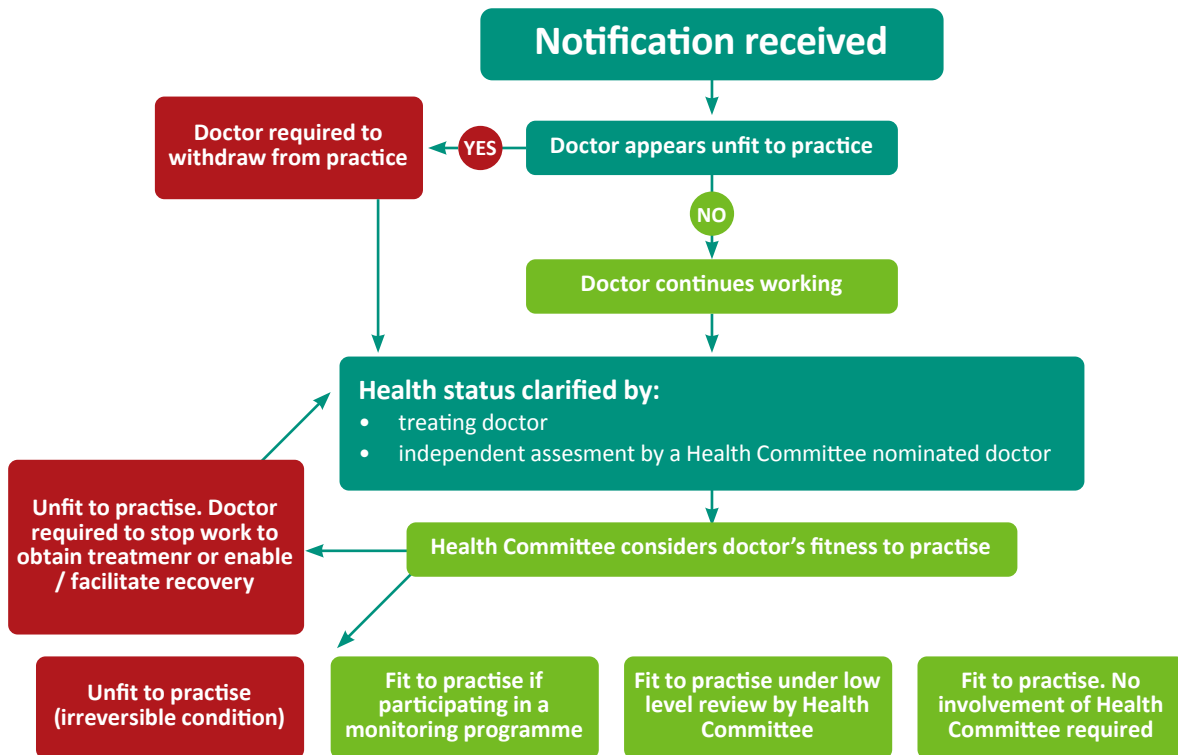 Notification received
Doctor required to
withdraw from practice
YES
Doctor appears unfit to practice
NO
Doctor continues working
Health status clarified by:
• treating doctor
• independent assesment by a Health Committee nominated doctor
Unfit to practise. Doctor
required to stop work to
obtain treatmenr or enable
/ facilitate recovery
Health Committee considers doctor’s fitness to practise
Unfit to practise
(irreversible condition)
Fit to practise if
participating in a
monitoring programme
Fit to practise under low
level review by Health
Committee
Fit to practise. No
involvement of Health
Committee required